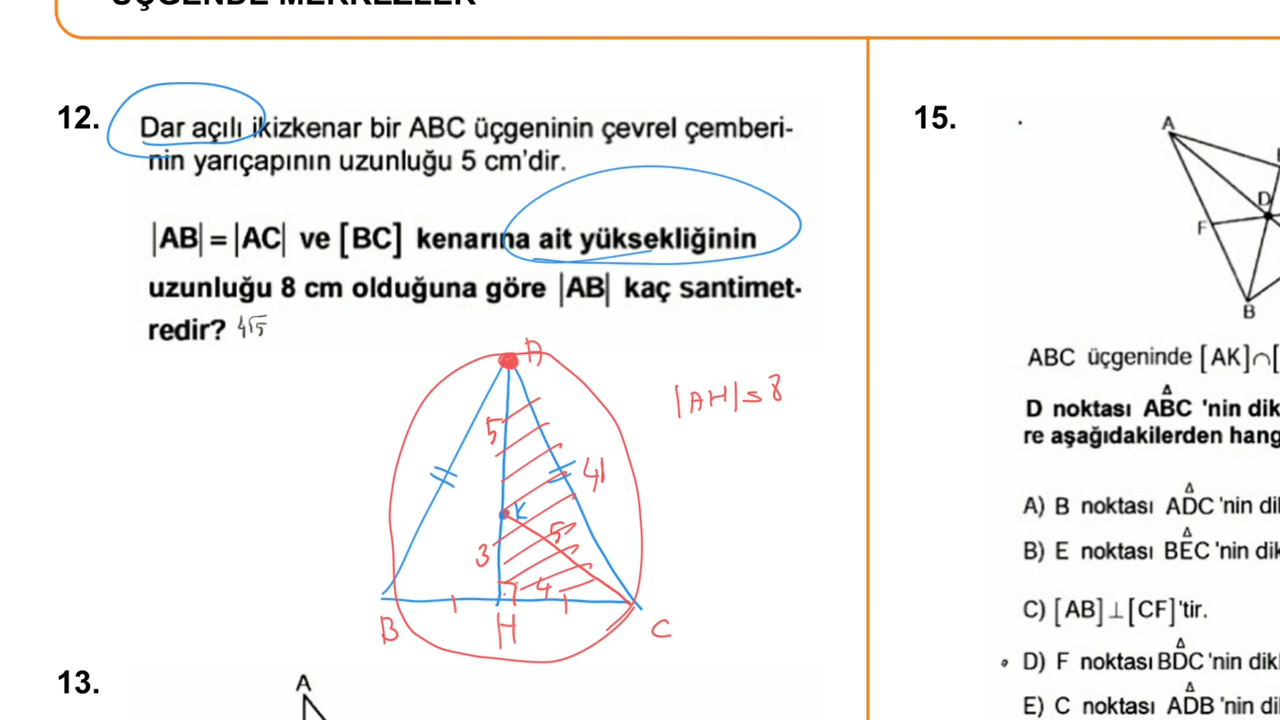 ÜÇGENDE MERKEZLER
12. Dar açılı ikizkenar bir ABC üçgeninin çevrel çemberi-
nin yarıçapının uzunluğu 5 cm'dir.
|AB| = |AC| ve [BC] kenarına ait yüksekliğinin
uzunluğu 8 cm olduğuna göre |AB| kaç santimet-
redir? 4√5
A
|AH|=8
5
4
K
5
3
4
B
H
C
13.
A
15.
A
D
F
B
ABC üçgeninde [AK]∩[
D noktası ABC 'nin dik
re aşağıdakilerden hang
A) B noktası ADC 'nin di
B) E noktası BEC 'nin dik
C) [AB]⊥[CF]'tir.
D) F noktası BDC 'nin dik
E) C noktası ADB 'nin di